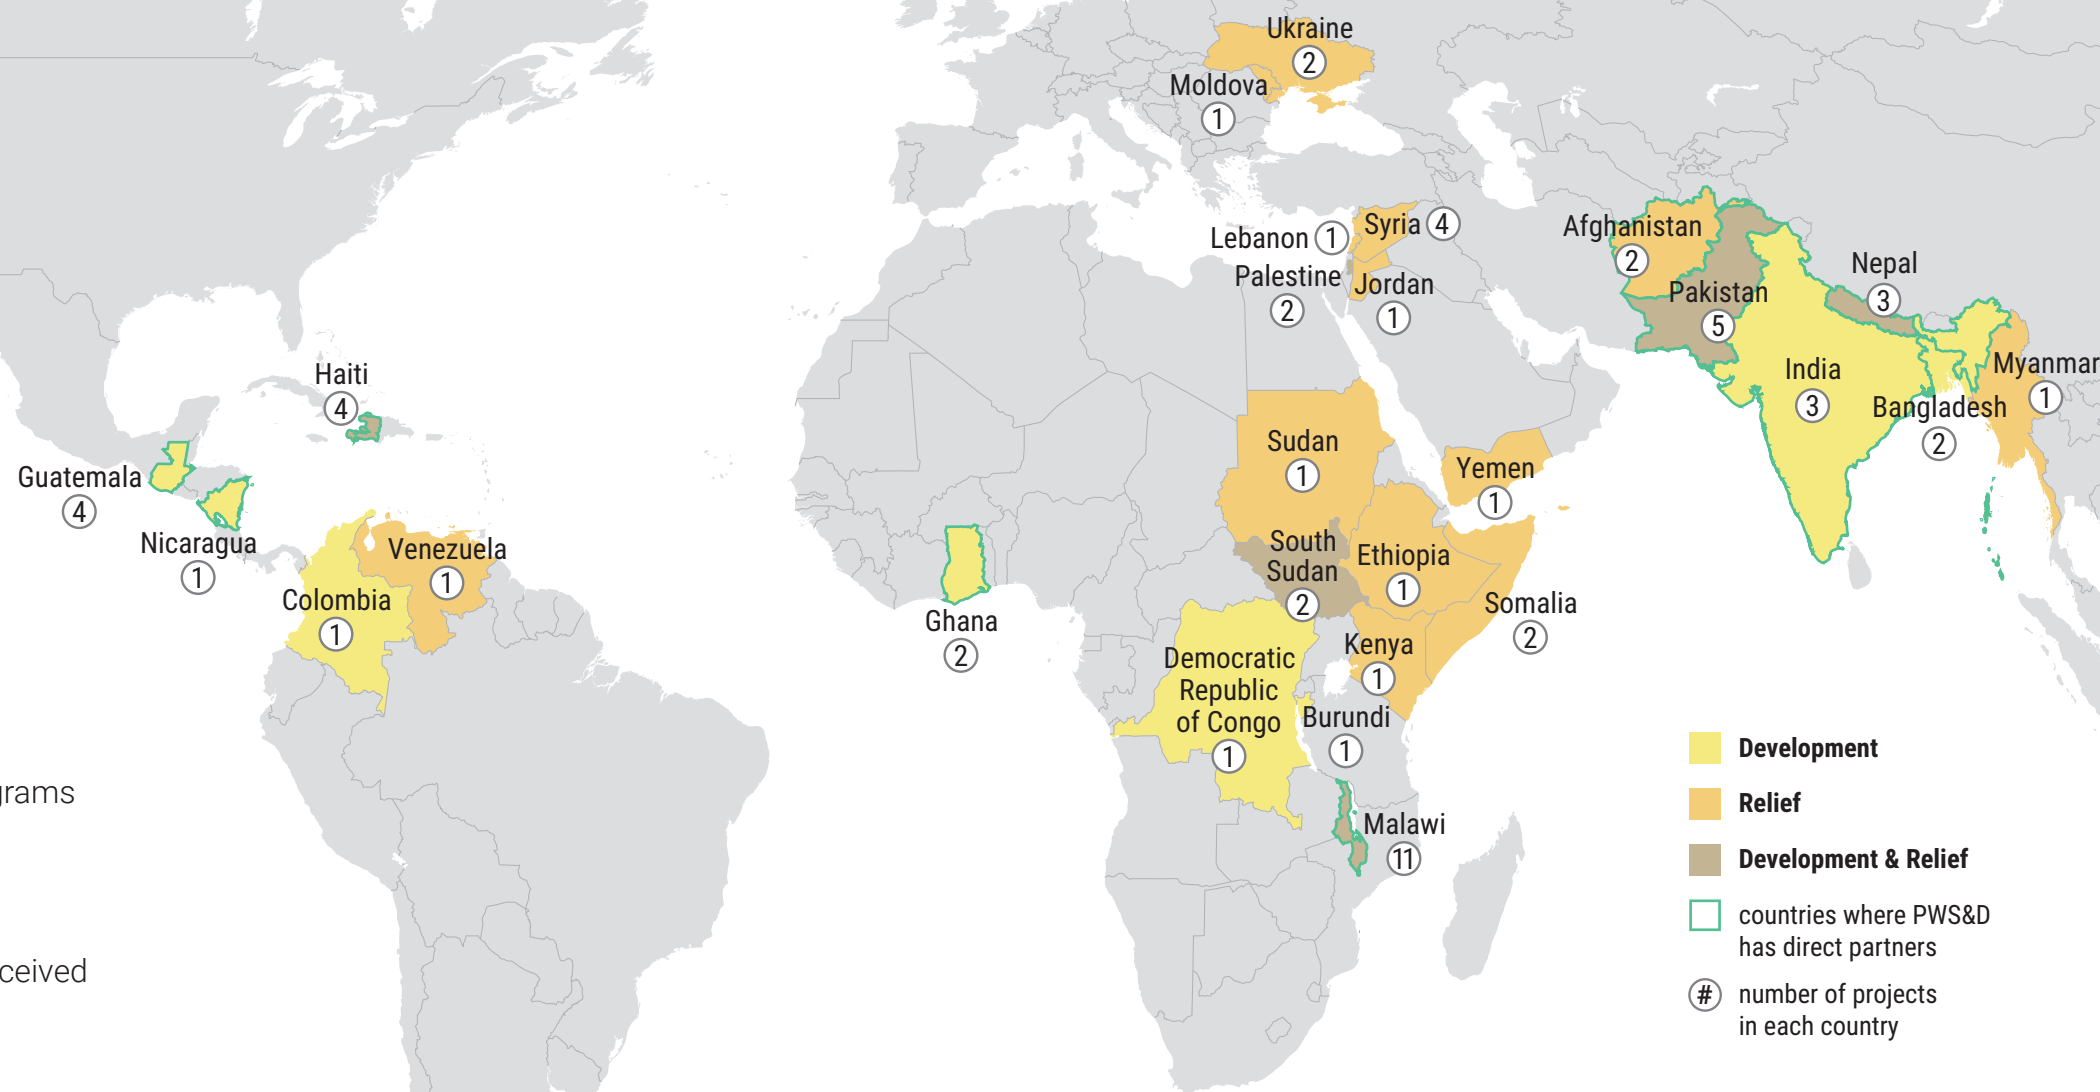 Ukraine
2
Moldova
1
Lebanon 1
Syria 4
Palestine
2
Jordan
1
Afghanistan
2
Pakistan
5
Nepal
3
India
3
Bangladesh
2
Myanmar
1
Haiti
4
Guatemala
4
Nicaragua
1
Venezuela
1
Colombia
1
Ghana
2
Sudan
1
Yemen
1
South
Sudan
2
Ethiopia
1
Somalia
2
Kenya
1
Democratic
Republic
of Congo
1
Burundi
1
Malawi
11
grams
ceived
Development
Relief
Development & Relief
countries where PWS&D
has direct partners
# number of projects
in each country